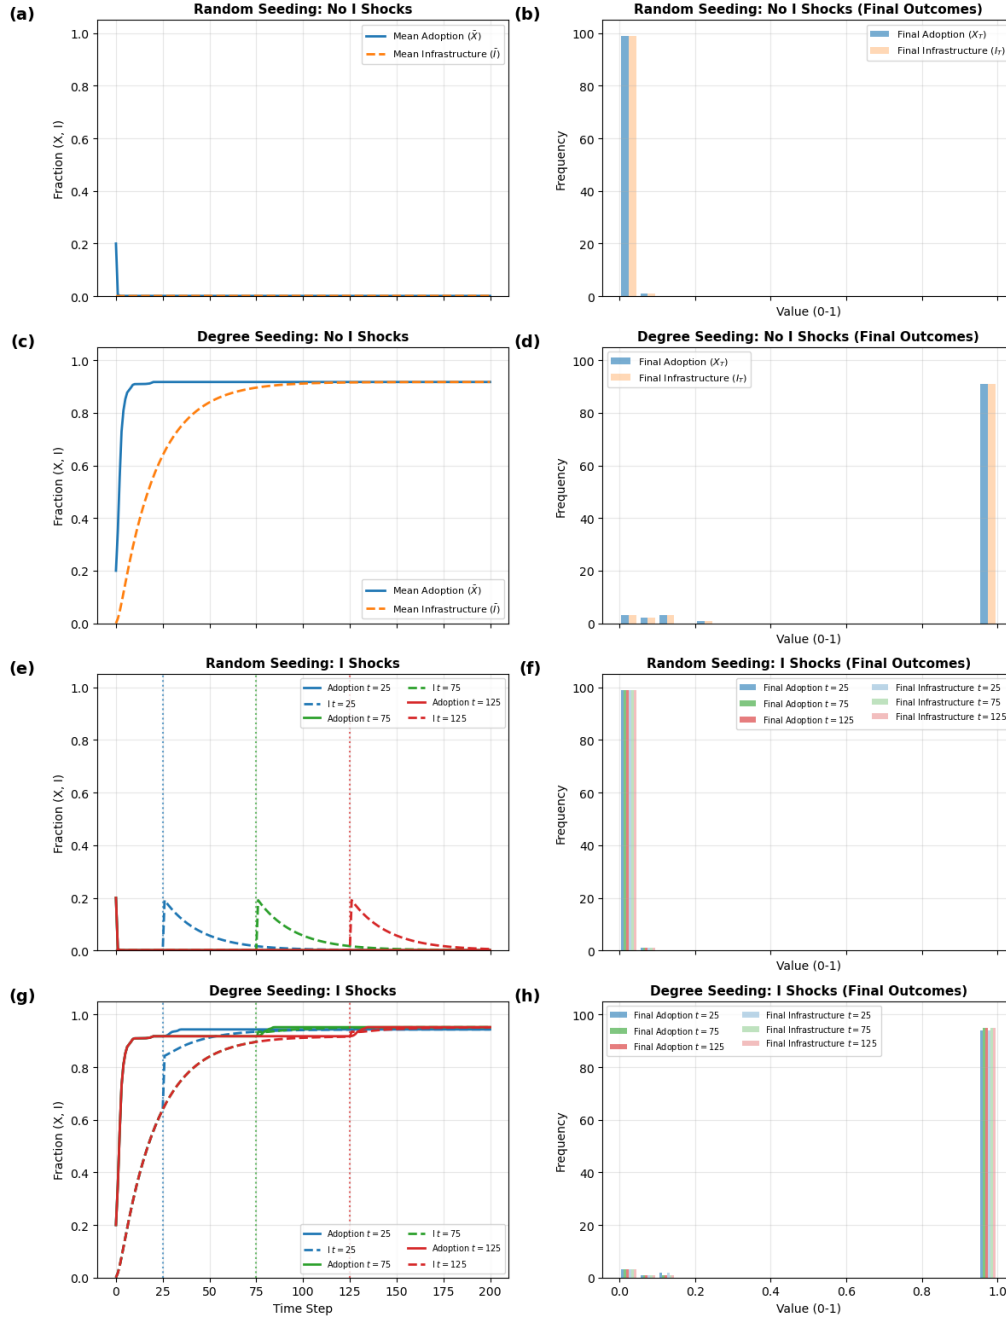 (a)
Random Seeding: No I Shocks
1.0
0.8
0.6
0.4
0.2
0.0
Fraction (X, I)
Mean Adoption (X̄)
Mean Infrastructure (Ī)
(b)
Random Seeding: No I Shocks (Final Outcomes)
100
80
60
40
20
0
Frequency
Final Adoption (X_T)
Final Infrastructure (I_T)
Value (0-1)
(c)
Degree Seeding: No I Shocks
1.0
0.8
0.6
0.4
0.2
0.0
Fraction (X, I)
Mean Adoption (X̄)
Mean Infrastructure (Ī)
(d)
Degree Seeding: No I Shocks (Final Outcomes)
100
80
60
40
20
0
Frequency
Final Adoption (X_T)
Final Infrastructure (I_T)
Value (0-1)
(e)
Random Seeding: I Shocks
1.0
0.8
0.6
0.4
0.2
0.0
Fraction (X, I)
Adoption t = 25
I t = 25
Adoption t = 75
I t = 75
Adoption t = 125
I t = 125
(f)
Random Seeding: I Shocks (Final Outcomes)
100
80
60
40
20
0
Frequency
Final Adoption t = 25
Final Adoption t = 75
Final Adoption t = 125
Final Infrastructure t = 25
Final Infrastructure t = 75
Final Infrastructure t = 125
Value (0-1)
(g)
Degree Seeding: I Shocks
1.0
0.8
0.6
0.4
0.2
0.0
Fraction (X, I)
Adoption t = 25
I t = 25
Adoption t = 75
I t = 75
Adoption t = 125
I t = 125
0 25 50 75 100 125 150 175 200
Time Step
(h)
Degree Seeding: I Shocks (Final Outcomes)
100
80
60
40
20
0
Frequency
Final Adoption t = 25
Final Adoption t = 75
Final Adoption t = 125
Final Infrastructure t = 25
Final Infrastructure t = 75
Final Infrastructure t = 125
0.0 0.2 0.4 0.6 0.8 1.0
Value (0-1)